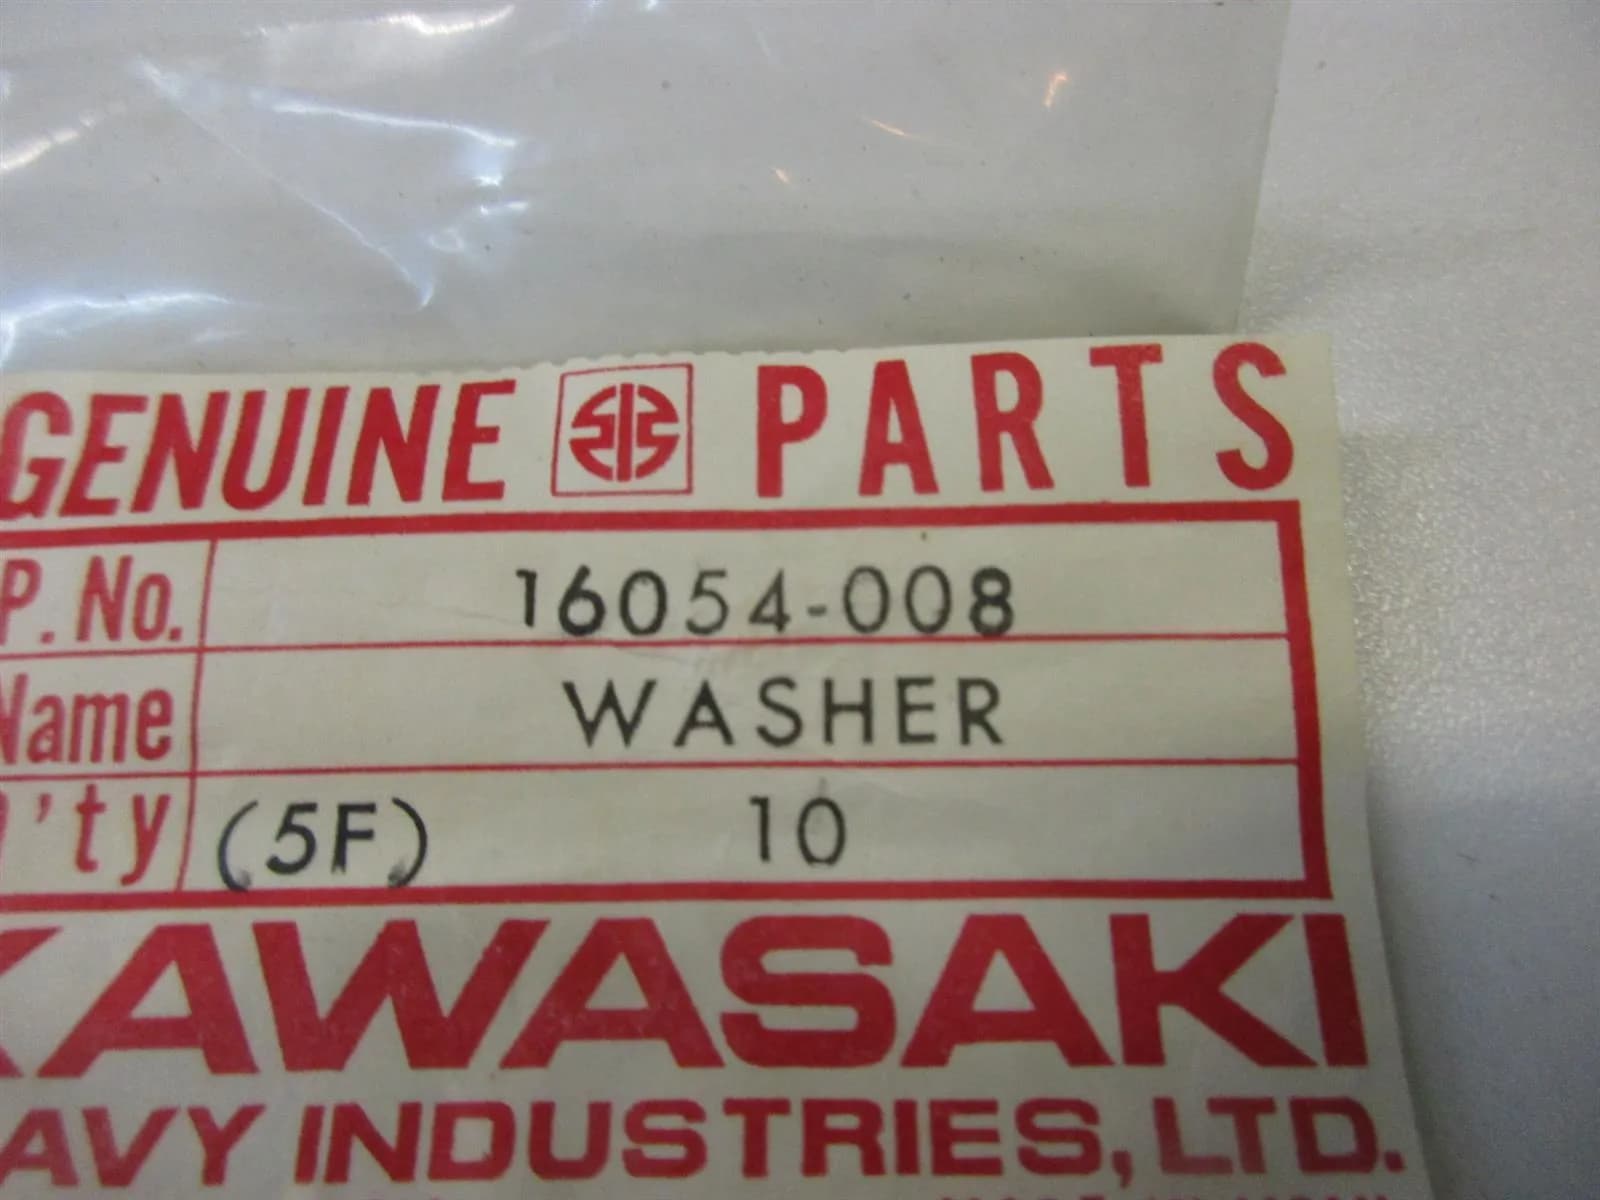 GENUINE PARTS
P. No. 16054-008
Name WASHER
Q'ty (5F) 10
KAWASAKI
AVY INDUSTRIES, LTD.